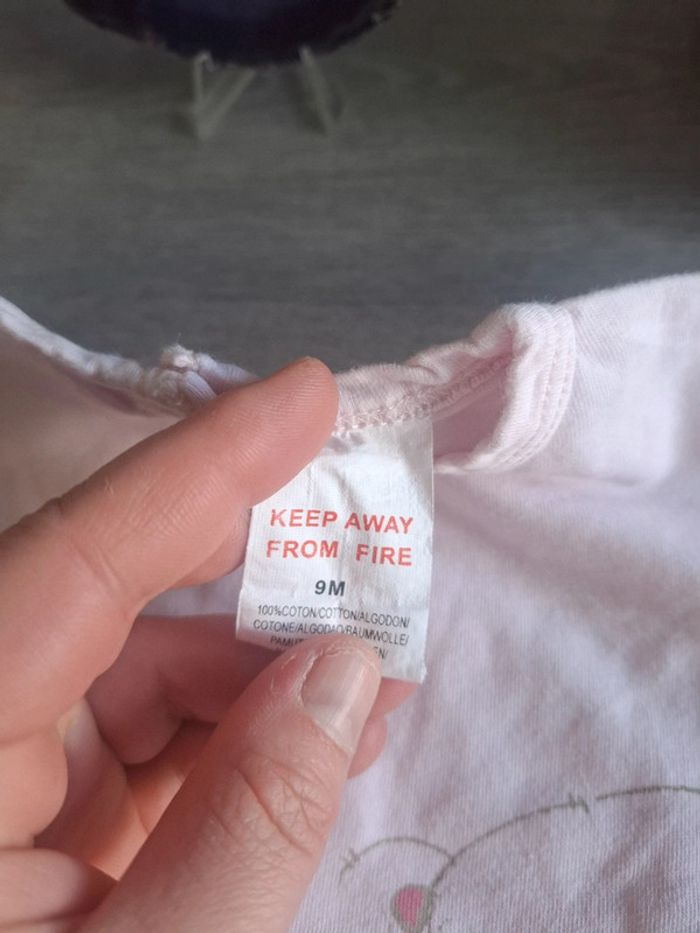 KEEP AWAY
FROM FIRE
9M
100%COTON/COTTON/ALGODON/
COTONE/ALGODAO/BAUMWOLLE/